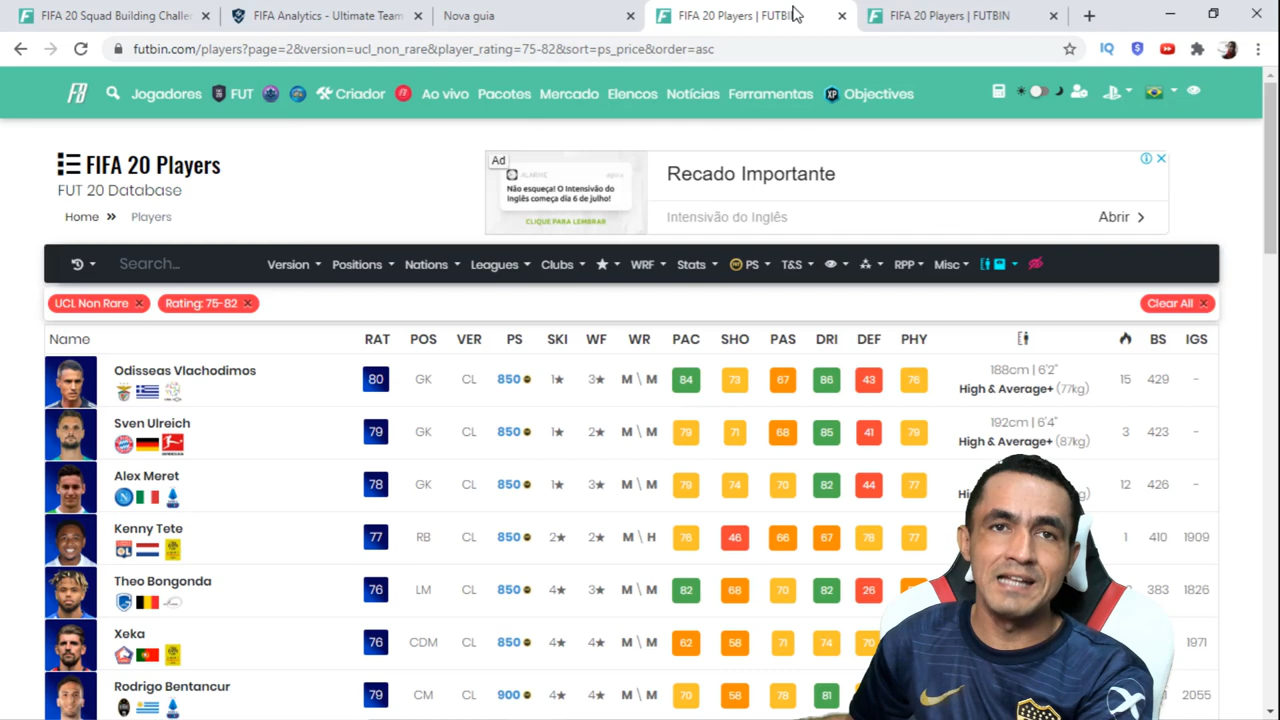 FIFA 20 Squad Building Challe
FIFA Analytics - Ultimate Team
Nova guia
FIFA 20 Players | FUTBIN
FIFA 20 Players | FUTBIN
futbin.com/players?page=2&version=ucl_non_rare&player_rating=75-82&sort=ps_price&order=asc
IQ
Jogadores FUT Criador Ao vivo Pacotes Mercado Elencos Notícias Ferramentas XP Objectives
FIFA 20 Players
FUT 20 Database
Home » Players
Ad
Não esqueça! O Intensivo do
Inglês começa dia 6 de julho!
CLIQUE PARA LEMBRAR
Recado Importante
Intensivão do Inglês
Abrir
Search... Version Positions Nations Leagues Clubs WRF Stats PS T&S RPP Misc
UCL Non Rare Rating: 75-82 Clear All
Name RAT POS VER PS SKI WF WR PAC SHO PAS DRI DEF PHY BS IGS
Odisseas Vlachodimos 80 GK CL 850 1★ 3★ M \ M 84 73 67 86 43 76 188cm | 6'2" 15 429 -
High & Average+ (77kg)
Sven Ulreich 79 GK CL 850 1★ 2★ M \ M 79 71 68 85 41 79 192cm | 6'4" 3 423 -
High & Average+ (87kg)
Alex Meret 78 GK CL 850 1★ 3★ M \ M 79 74 70 82 44 77 12 426 -
Kenny Tete 77 RB CL 850 2★ 2★ M \ H 76 46 66 67 78 77 1 410 1909
Theo Bongonda 76 LM CL 850 4★ 3★ M \ M 82 68 70 82 26 383 1826
Xeka 76 CDM CL 850 4★ 4★ M \ M 62 58 71 74 70 1971
Rodrigo Bentancur 79 CM CL 900 4★ 4★ M \ M 70 58 78 81 2055